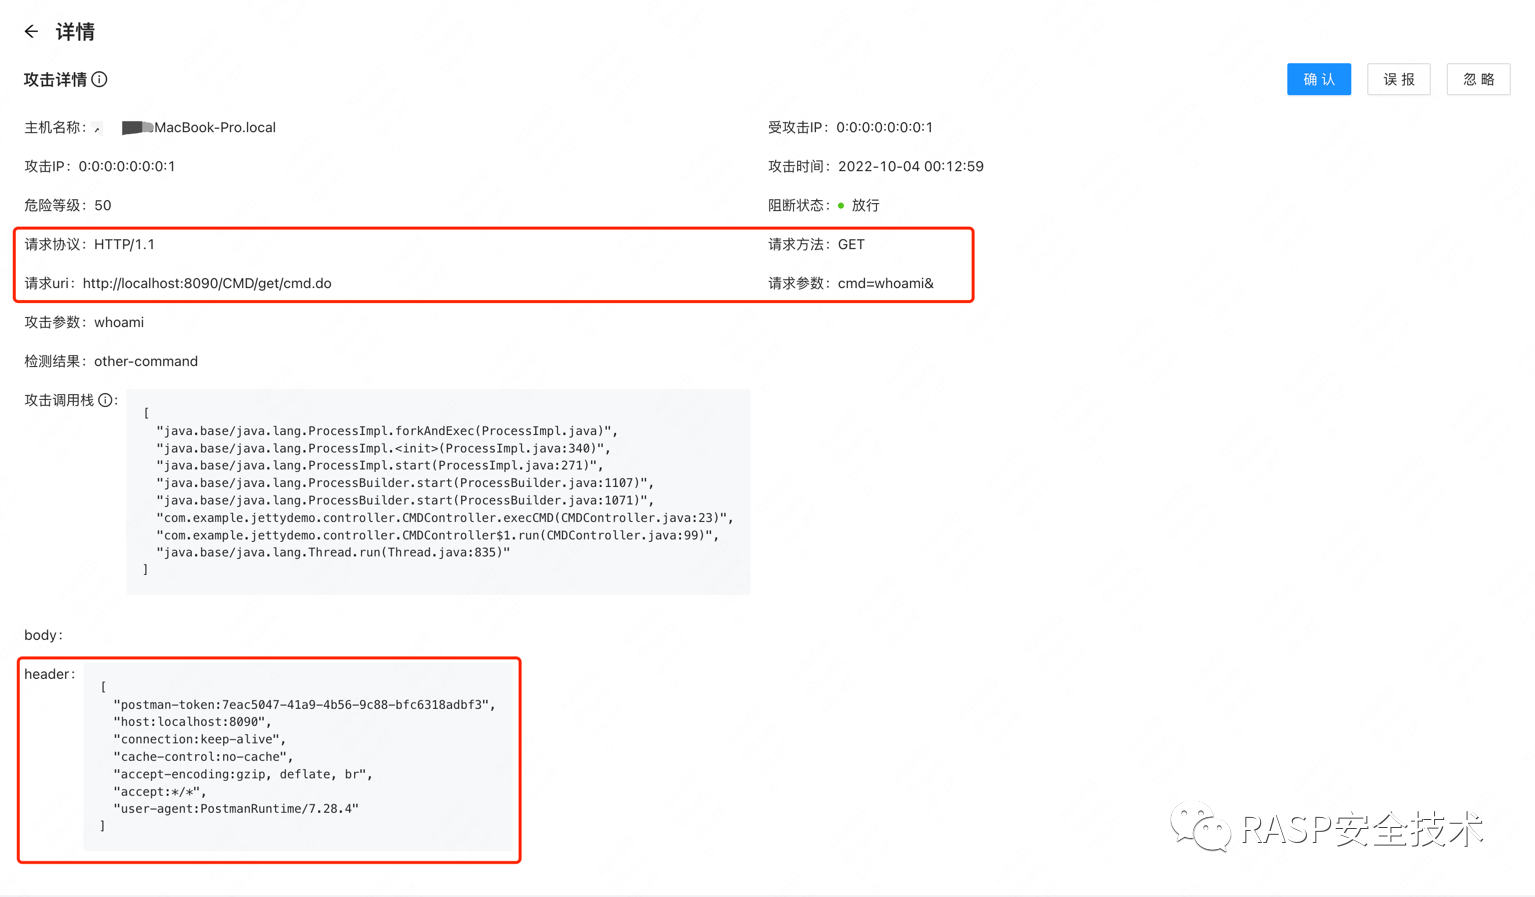 详情
攻击详情
确 认
误 报
忽 略
主机名称： MacBook-Pro.local
受攻击IP： 0:0:0:0:0:0:0:1
攻击IP： 0:0:0:0:0:0:0:1
攻击时间： 2022-10-04 00:12:59
危险等级： 50
阻断状态： 放行
请求协议： HTTP/1.1
请求方法： GET
请求uri： http://localhost:8090/CMD/get/cmd.do
请求参数： cmd=whoami&
攻击参数： whoami
检测结果： other-command
攻击调用栈：
[
"java.base/java.lang.ProcessImpl.forkAndExec(ProcessImpl.java)",
"java.base/java.lang.ProcessImpl.<init>(ProcessImpl.java:340)",
"java.base/java.lang.ProcessImpl.start(ProcessImpl.java:271)",
"java.base/java.lang.ProcessBuilder.start(ProcessBuilder.java:1107)",
"java.base/java.lang.ProcessBuilder.start(ProcessBuilder.java:1071)",
"com.example.jettydemo.controller.CMDController.execCMD(CMDController.java:23)",
"com.example.jettydemo.controller.CMDController$1.run(CMDController.java:99)",
"java.base/java.lang.Thread.run(Thread.java:835)"
]
body：
header：
[
"postman-token:7eac5047-41a9-4b56-9c88-bfc6318adbf3",
"host:localhost:8090",
"connection:keep-alive",
"cache-control:no-cache",
"accept-encoding:gzip, deflate, br",
"accept:*/*",
"user-agent:PostmanRuntime/7.28.4"
]
RASP安全技术